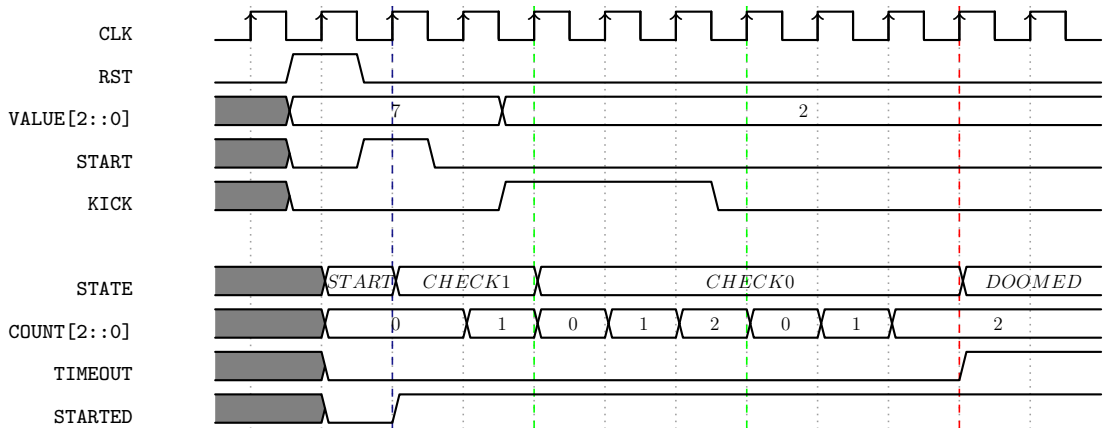 CLK
RST
VALUE[2::0] 7 2
START
KICK
STATE START CHECK1 CHECK0 DOOMED
COUNT[2::0] 0 1 0 1 2 0 1 2
TIMEOUT
STARTED